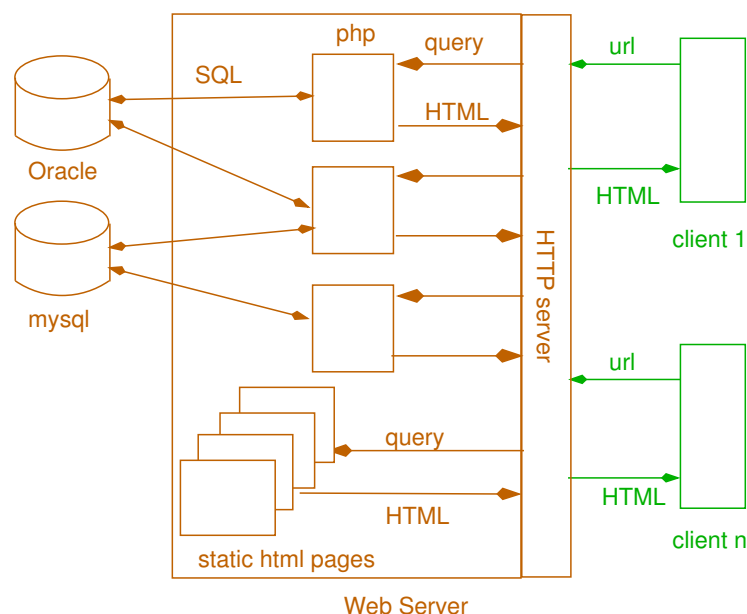 php
query
url
SQL
HTML
Oracle
HTML
client 1
HTTP server
mysql
url
query
HTML
HTML
client n
static html pages
Web Server